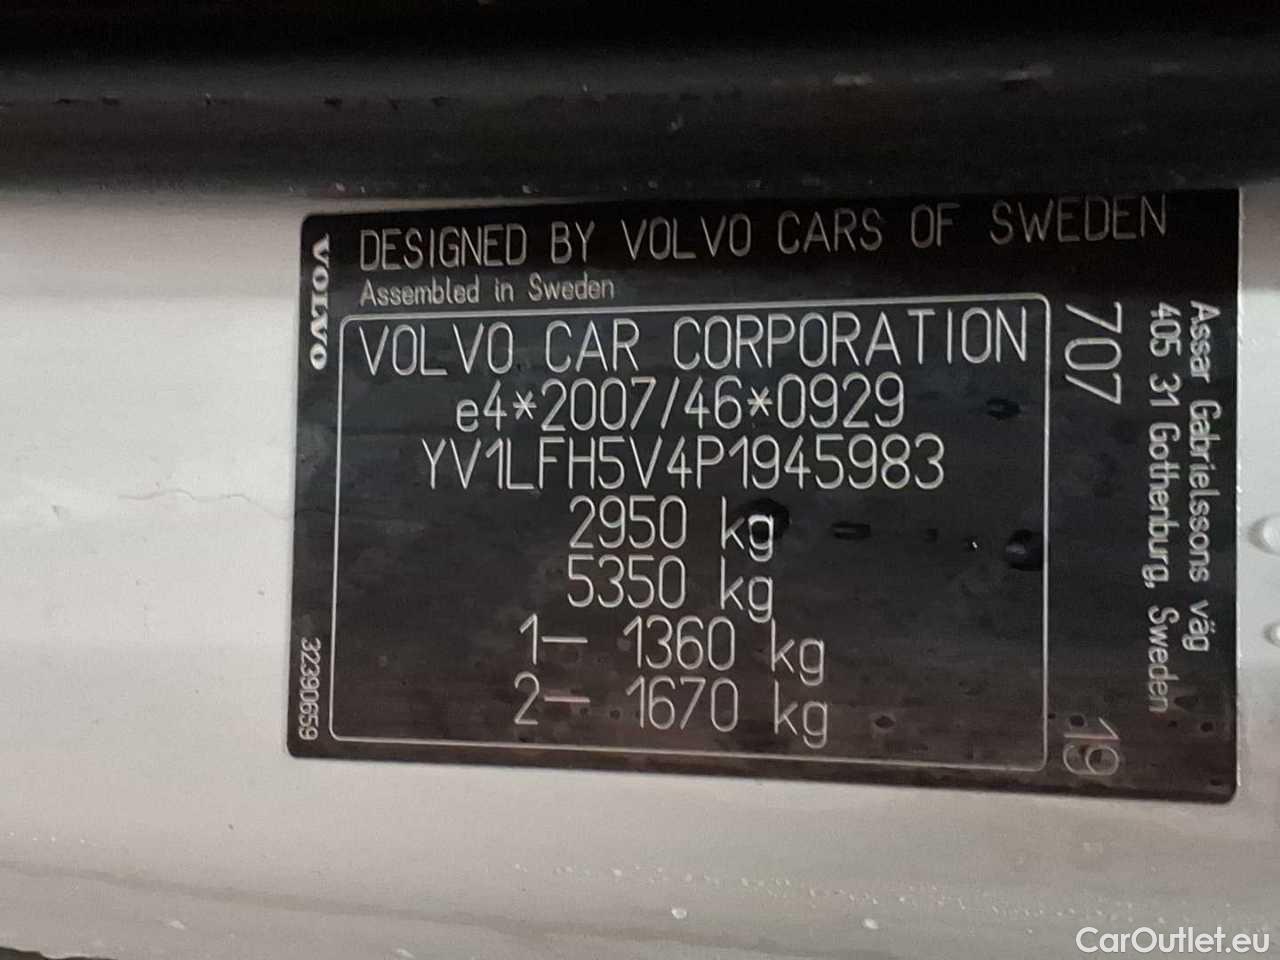 VOLVO
DESIGNED BY VOLVO CARS OF SWEDEN
Assembled in Sweden
VOLVO CAR CORPORATION
e4*2007/46*0929
YV1LFH5V4P1945983
2950 kg
5350 kg
1– 1360 kg
2– 1670 kg
707
19
Assar Gabrielssons väg
405 31 Gothenburg, Sweden
32390659
CarOutlet.eu